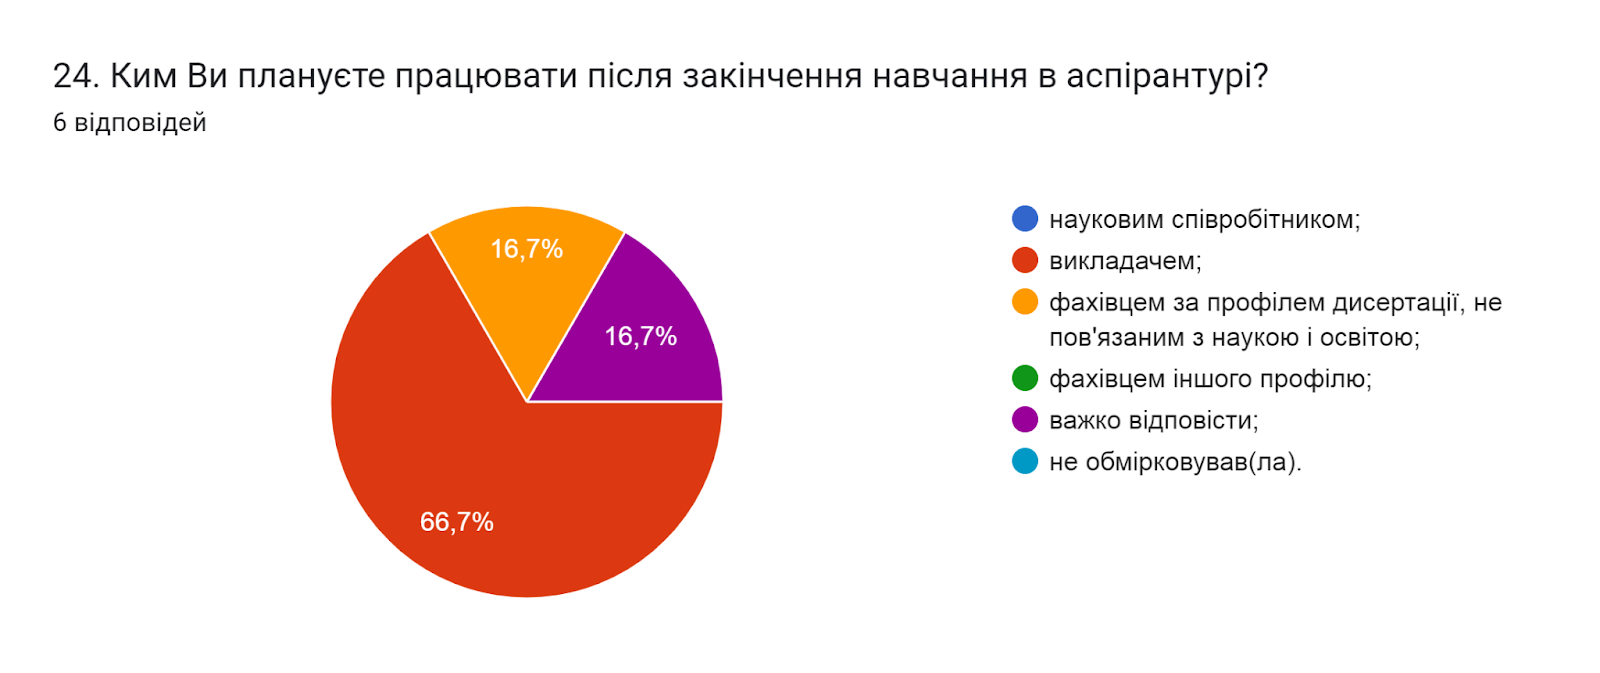 24. Ким Ви плануєте працювати після закінчення навчання в аспірантурі?
6 відповідей
16,7%
16,7%
66,7%
науковим співробітником;
викладачем;
фахівцем за профілем дисертації, не
пов'язаним з наукою і освітою;
фахівцем іншого профілю;
важко відповісти;
не обмірковував(ла).